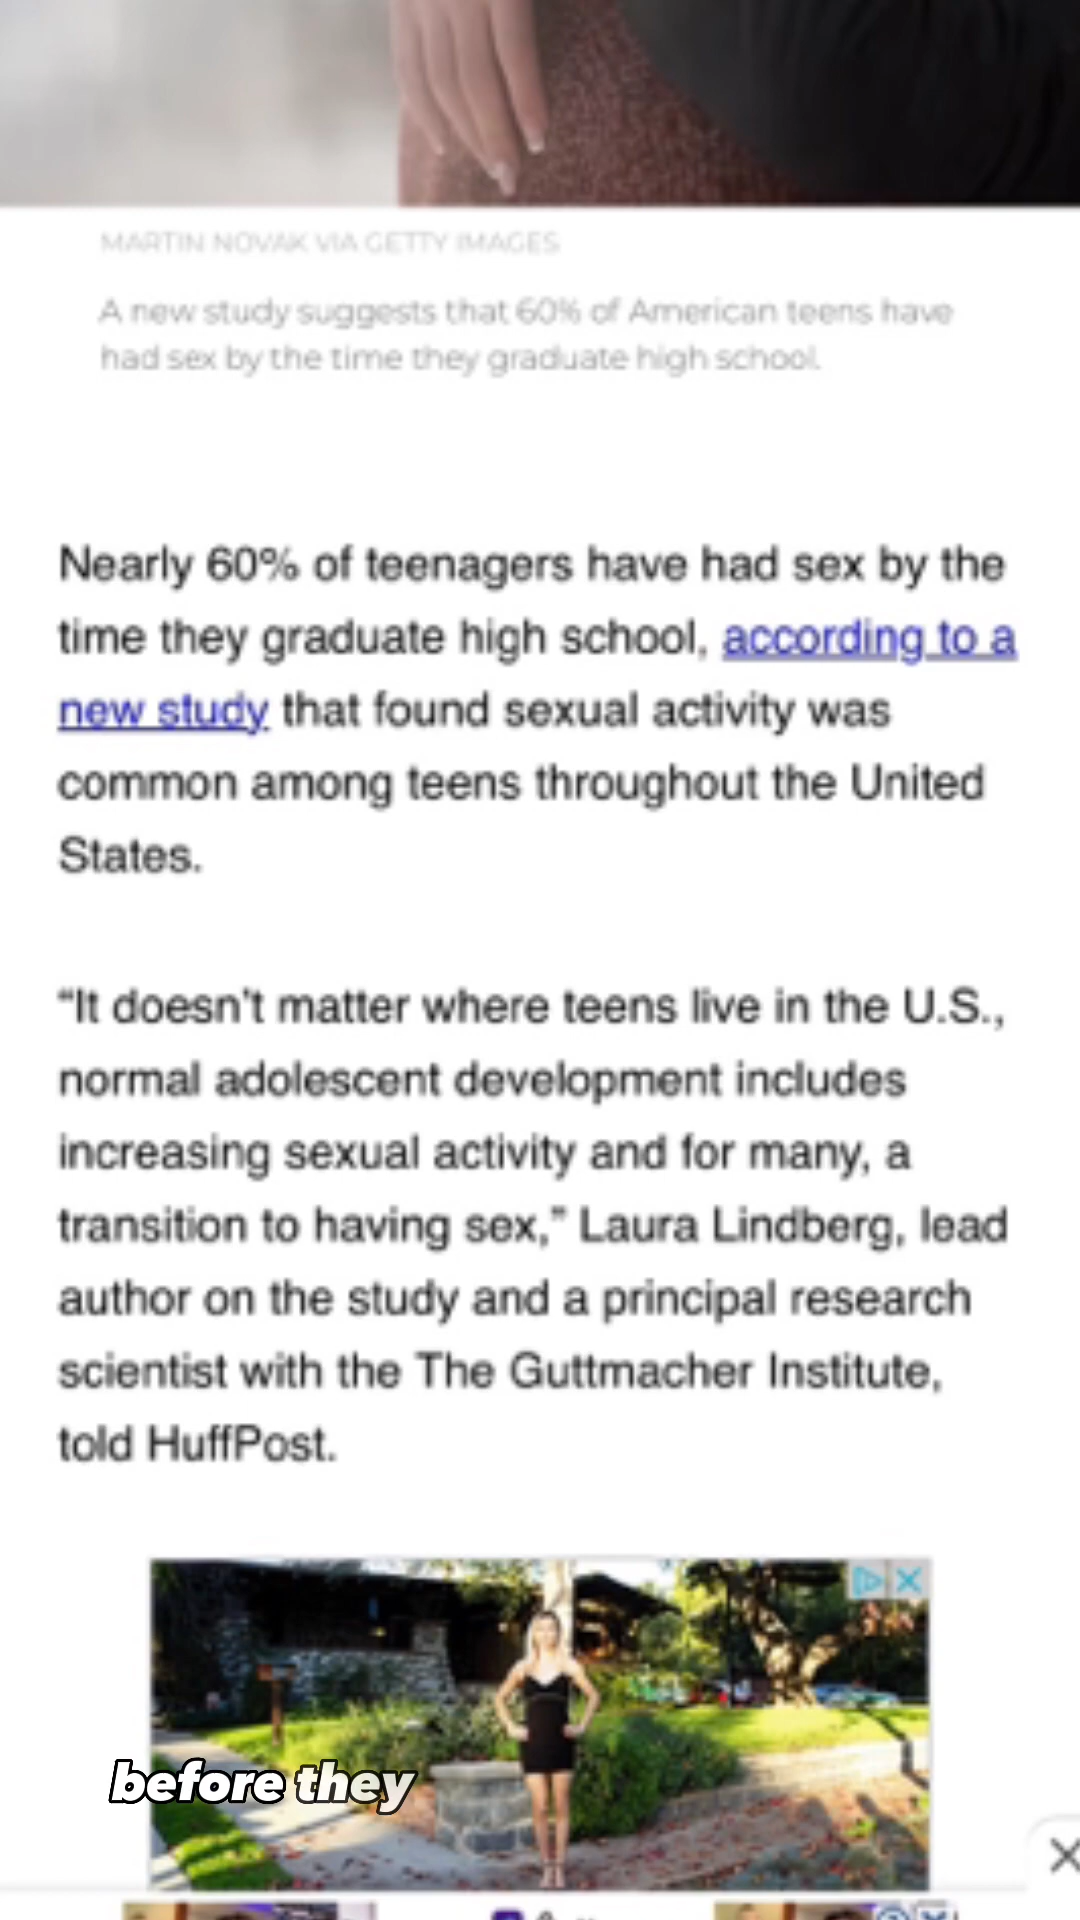 MARTIN NOVAK VIA GETTY IMAGES
A new study suggests that 60% of American teens have
had sex by the time they graduate high school.
Nearly 60% of teenagers have had sex by the
time they graduate high school, according to a
new study that found sexual activity was
common among teens throughout the United
States.
“It doesn't matter where teens live in the U.S.,
normal adolescent development includes
increasing sexual activity and for many, a
transition to having sex,” Laura Lindberg, lead
author on the study and a principal research
scientist with the The Guttmacher Institute,
told HuffPost.
before they